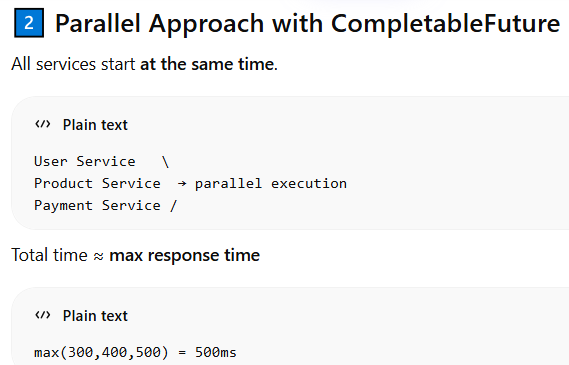 2 Parallel Approach with CompletableFuture
All services start at the same time.
</> Plain text
User Service   \
Product Service  → parallel execution
Payment Service /
Total time ≈ max response time
</> Plain text
max(300,400,500) = 500ms